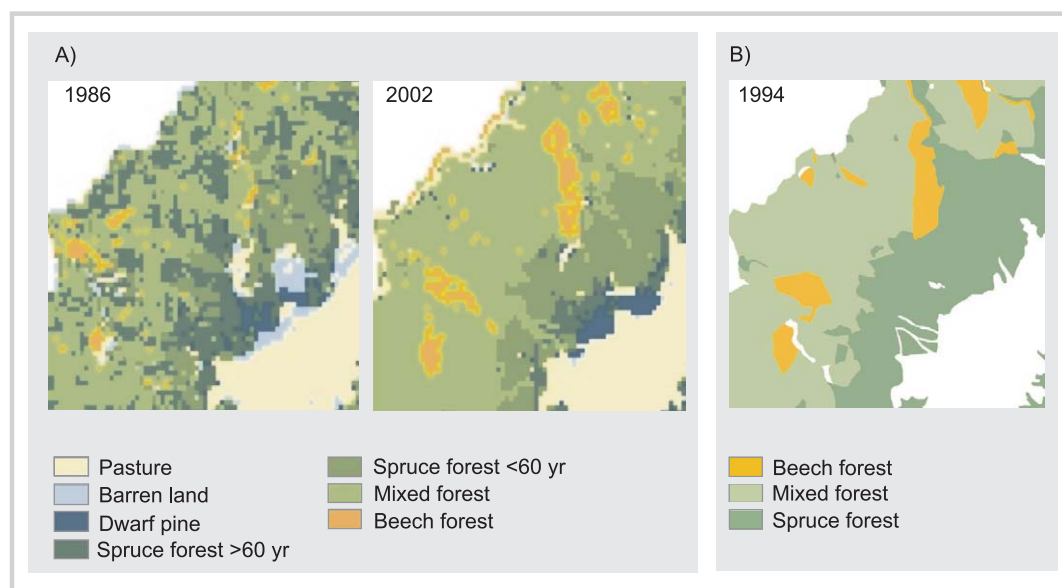 A)
1986
2002
Pasture
Barren land
Dwarf pine
Spruce forest >60 yr
Spruce forest <60 yr
Mixed forest
Beech forest
B)
1994
Beech forest
Mixed forest
Spruce forest